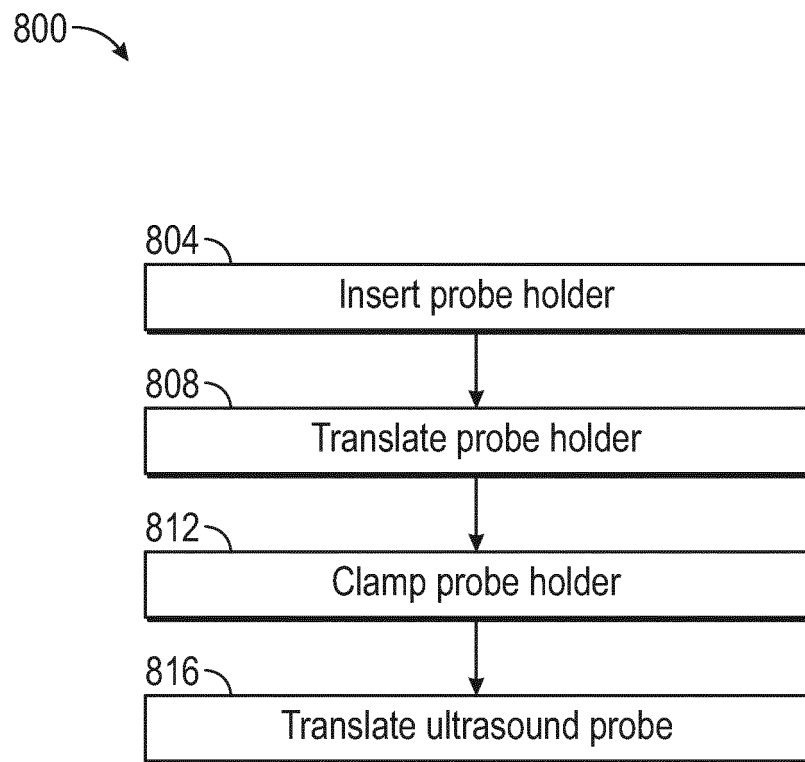 800
804
Insert probe holder
808
Translate probe holder
812
Clamp probe holder
816
Translate ultrasound probe